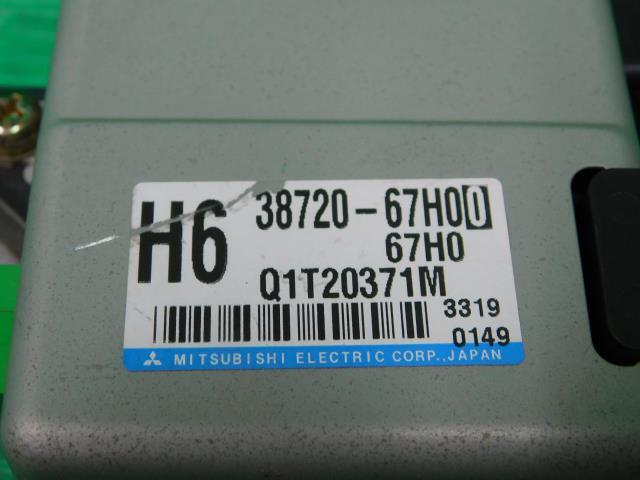 H6 38720-67H00
67H0
Q1T20371M
3319
0149
MITSUBISHI ELECTRIC CORP., JAPAN